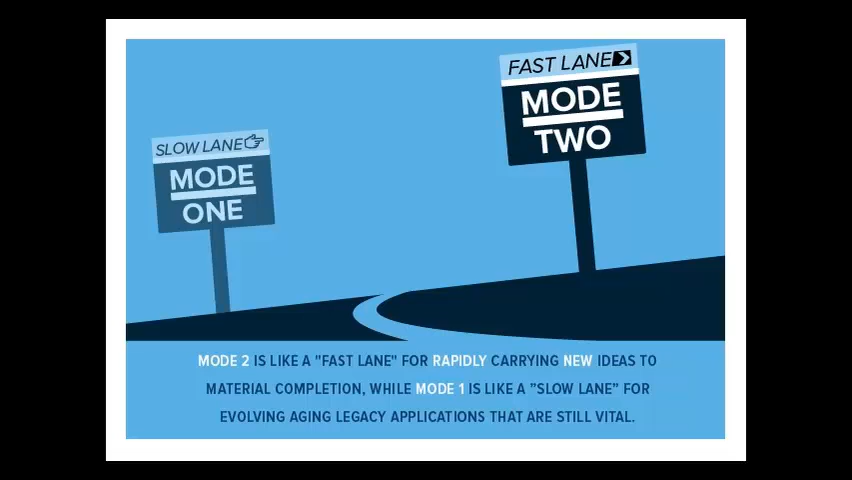 FAST LANE
MODE
TWO
SLOW LANE
MODE
ONE
MODE 2 IS LIKE A "FAST LANE" FOR RAPIDLY CARRYING NEW IDEAS TO
MATERIAL COMPLETION, WHILE MODE 1 IS LIKE A "SLOW LANE" FOR
EVOLVING AGING LEGACY APPLICATIONS THAT ARE STILL VITAL.